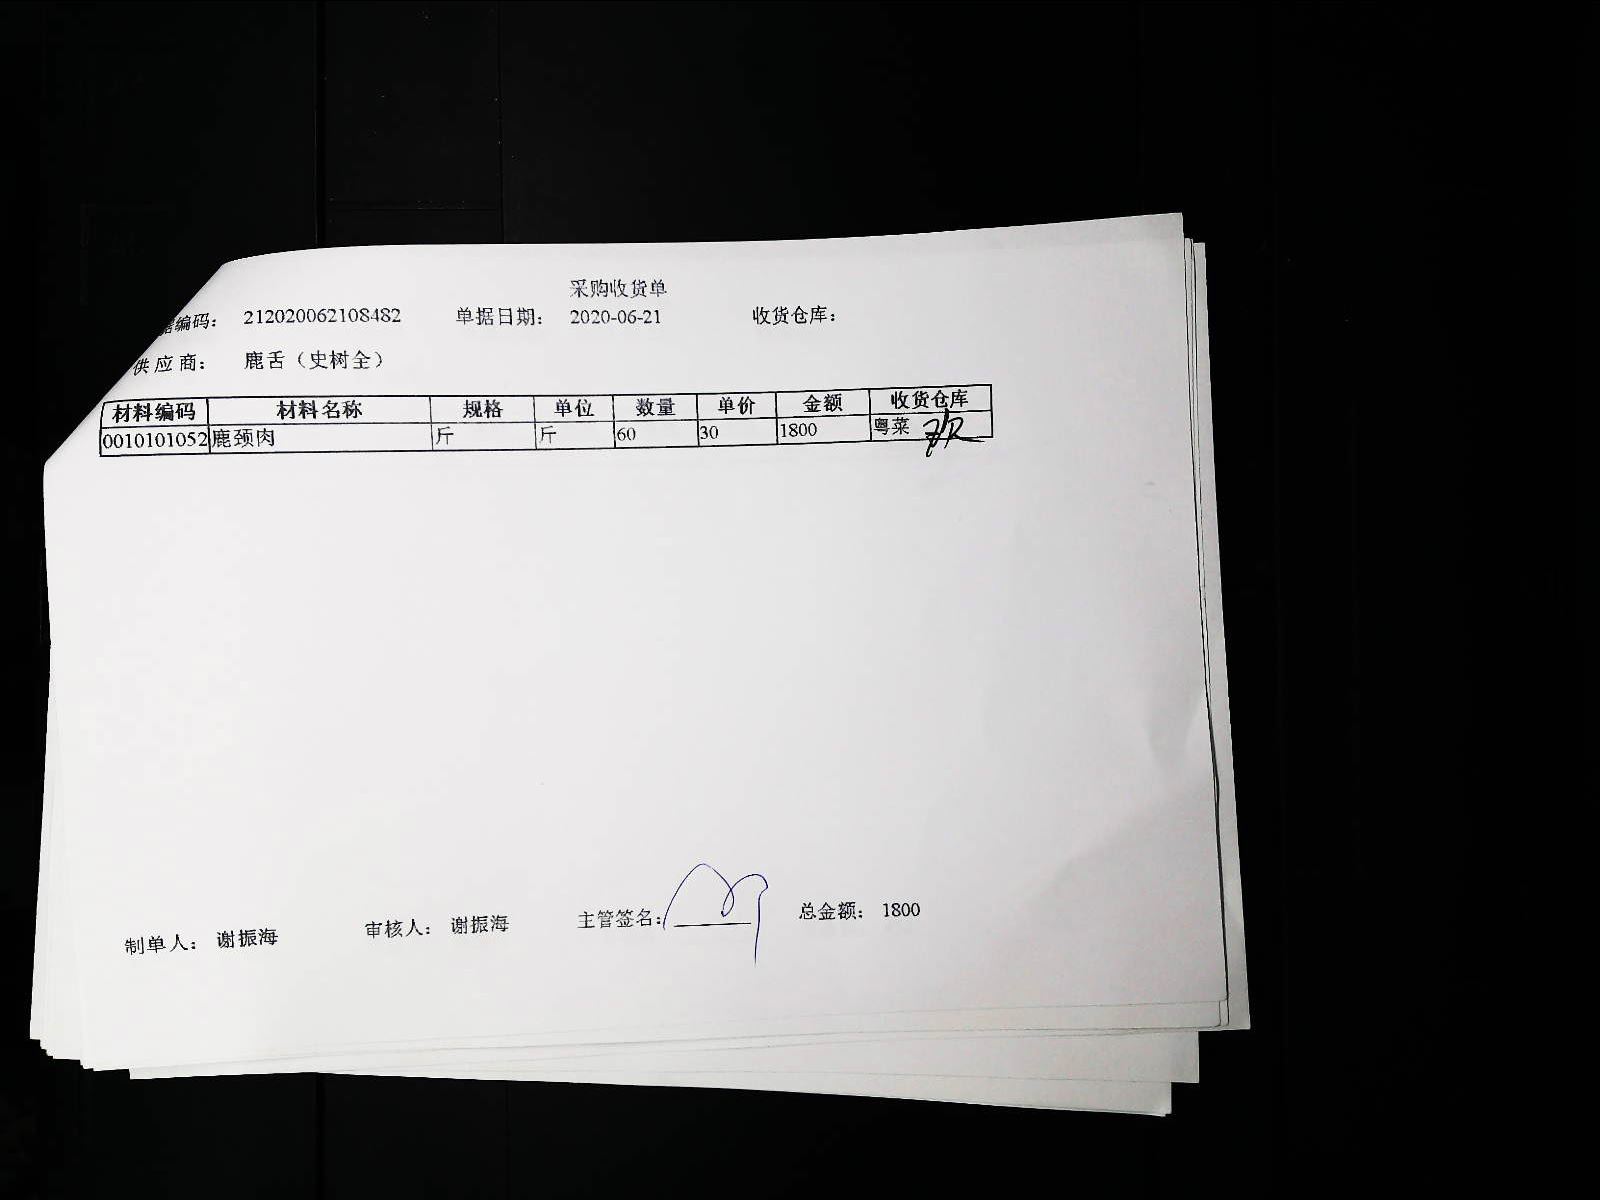 采购收货单
据编码： 212020062108482 单据日期： 2020-06-21 收货仓库：
供应商： 鹿舌（史树全）
材料编码 材料名称 规格 单位 数量 单价 金额 收货仓库
0010101052 鹿颈肉 斤 斤 60 30 1800 粤菜
制单人： 谢振海 审核人： 谢振海 主管签名： 总金额： 1800